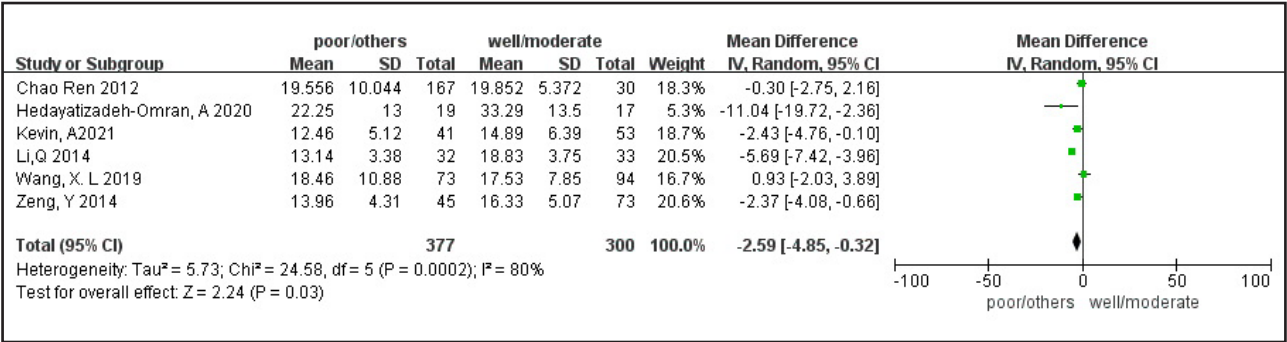 poor/others well/moderate Mean Difference Mean Difference
Study or Subgroup Mean SD Total Mean SD Total Weight IV, Random, 95% CI IV, Random, 95% CI
Chao Ren 2012 19.556 10.044 167 19.852 5.372 30 18.3% -0.30 [-2.75, 2.16]
Hedayatizadeh-Omran, A 2020 22.25 13 19 33.29 13.5 17 5.3% -11.04 [-19.72, -2.36]
Kevin, A2021 12.46 5.12 41 14.89 6.39 53 18.7% -2.43 [-4.76, -0.10]
Li,Q 2014 13.14 3.38 32 18.83 3.75 33 20.5% -5.69 [-7.42, -3.96]
Wang, X. L 2019 18.46 10.88 73 17.53 7.85 94 16.7% 0.93 [-2.03, 3.89]
Zeng, Y 2014 13.96 4.31 45 16.33 5.07 73 20.6% -2.37 [-4.08, -0.66]
Total (95% CI) 377 300 100.0% -2.59 [-4.85, -0.32]
Heterogeneity: Tau² = 5.73; Chi² = 24.58, df = 5 (P = 0.0002); I² = 80%
Test for overall effect: Z = 2.24 (P = 0.03)
-100 -50 0 50 100
poor/others well/moderate